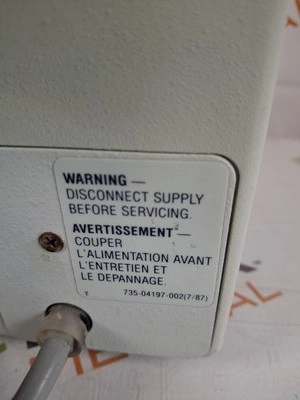 WARNING —
DISCONNECT SUPPLY
BEFORE SERVICING.
AVERTISSEMENT —
COUPER
L'ALIMENTATION AVANT
L'ENTRETIEN ET
LE DEPANNAGE.
735-04197-002(7/87)